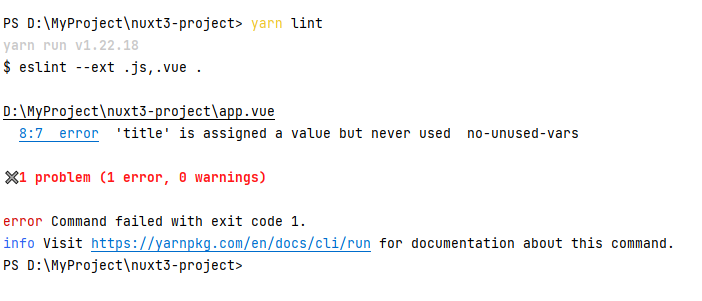 PS D:\MyProject\nuxt3-project> yarn lint
yarn run v1.22.18
$ eslint --ext .js,.vue .
D:\MyProject\nuxt3-project\app.vue
8:7  error  'title' is assigned a value but never used  no-unused-vars
✖1 problem (1 error, 0 warnings)
error Command failed with exit code 1.
info Visit https://yarnpkg.com/en/docs/cli/run for documentation about this command.
PS D:\MyProject\nuxt3-project>